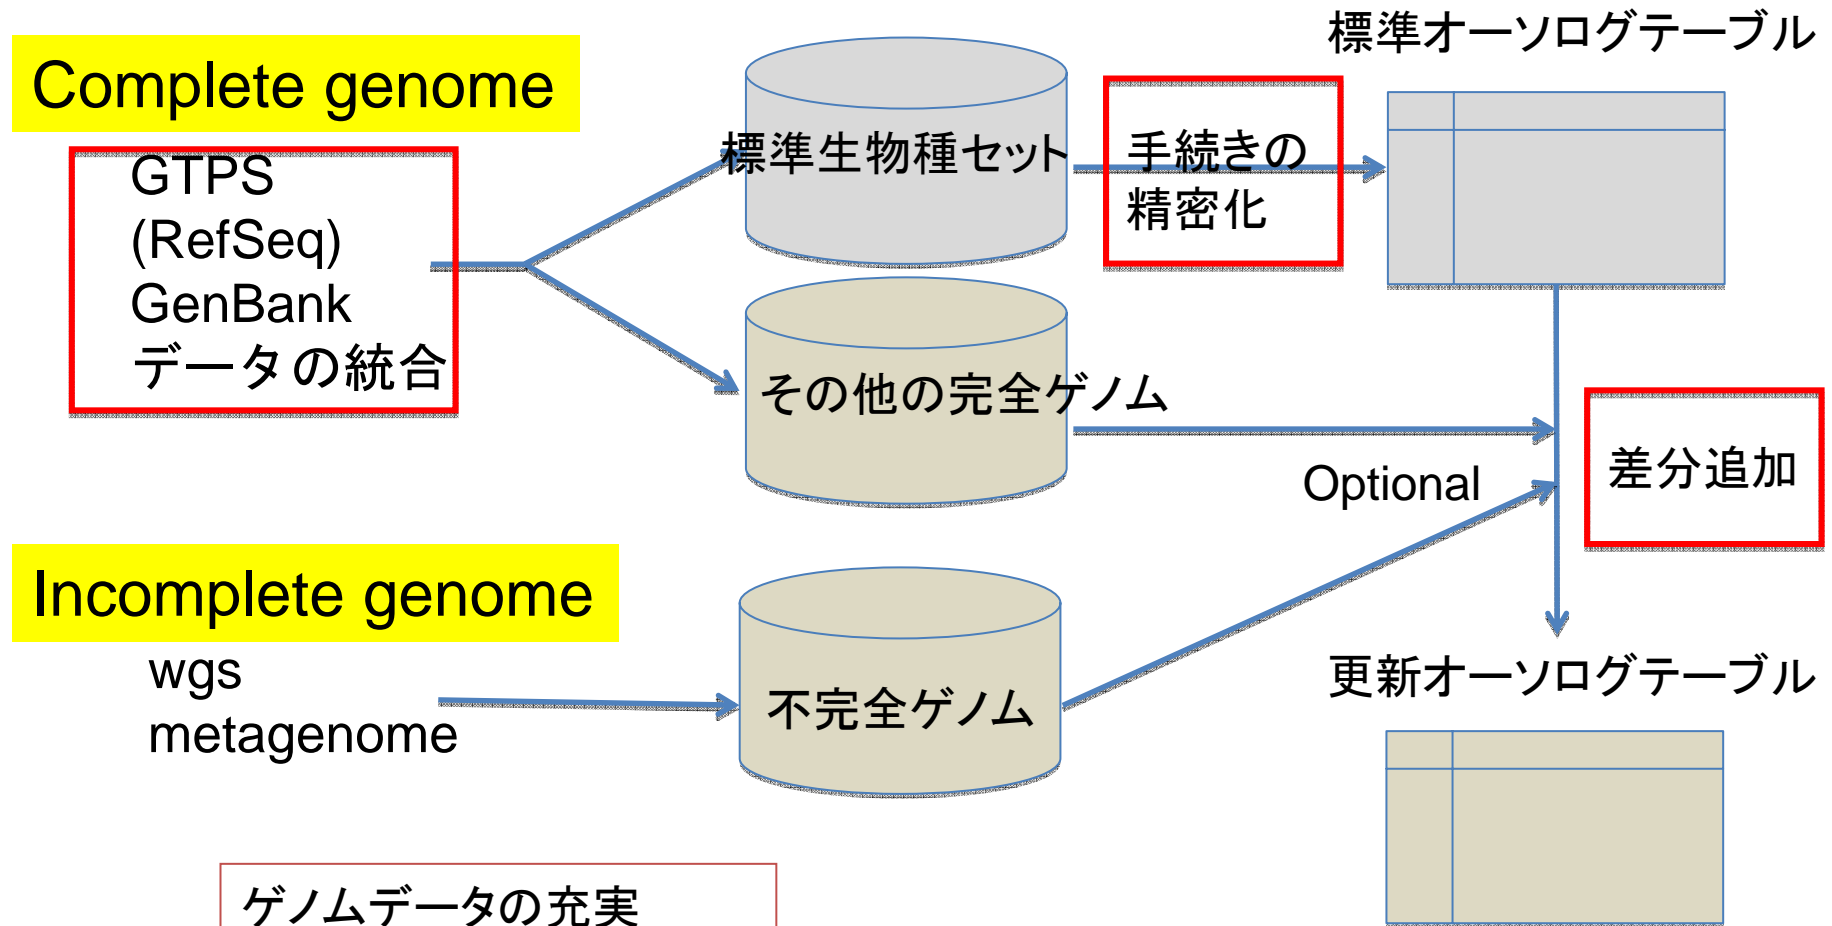 標準オーソログテーブル
Complete genome
GTPS
(RefSeq)
GenBank
データの統合
標準生物種セット
手続きの
精密化
その他の完全ゲノム
Optional
差分追加
Incomplete genome
wgs
metagenome
不完全ゲノム
更新オーソログテーブル
ゲノムデータの充実